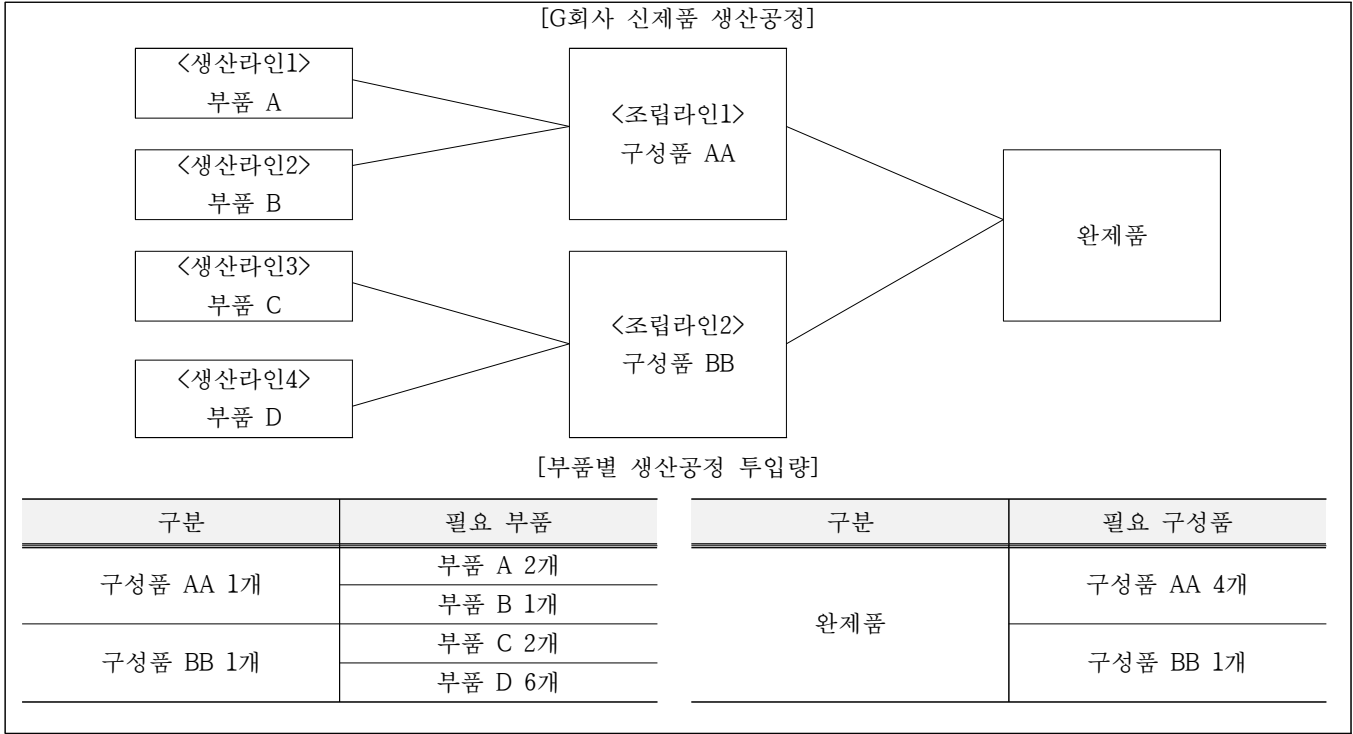 [G회사 신제품 생산공정]
<생산라인1>
부품 A
<생산라인2>
부품 B
<생산라인3>
부품 C
<생산라인4>
부품 D
<조립라인1>
구성품 AA
<조립라인2>
구성품 BB
완제품
[부품별 생산공정 투입량]
구분 필요 부품
구성품 AA 1개
부품 A 2개
부품 B 1개
구성품 BB 1개
부품 C 2개
부품 D 6개
구분 필요 구성품
완제품
구성품 AA 4개
구성품 BB 1개